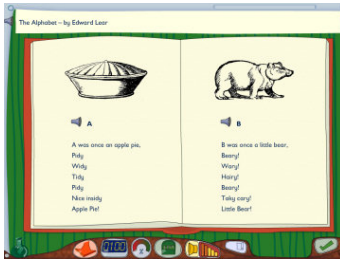 The Alphabet – by Edward Lear
A
A was once an apple pie,
Pidy
Widy
Tidy
Pidy
Nice insidy
Apple Pie!
B
B was once a little bear,
Beary!
Wary!
Hairy!
Beary!
Taky cary!
Little Bear!